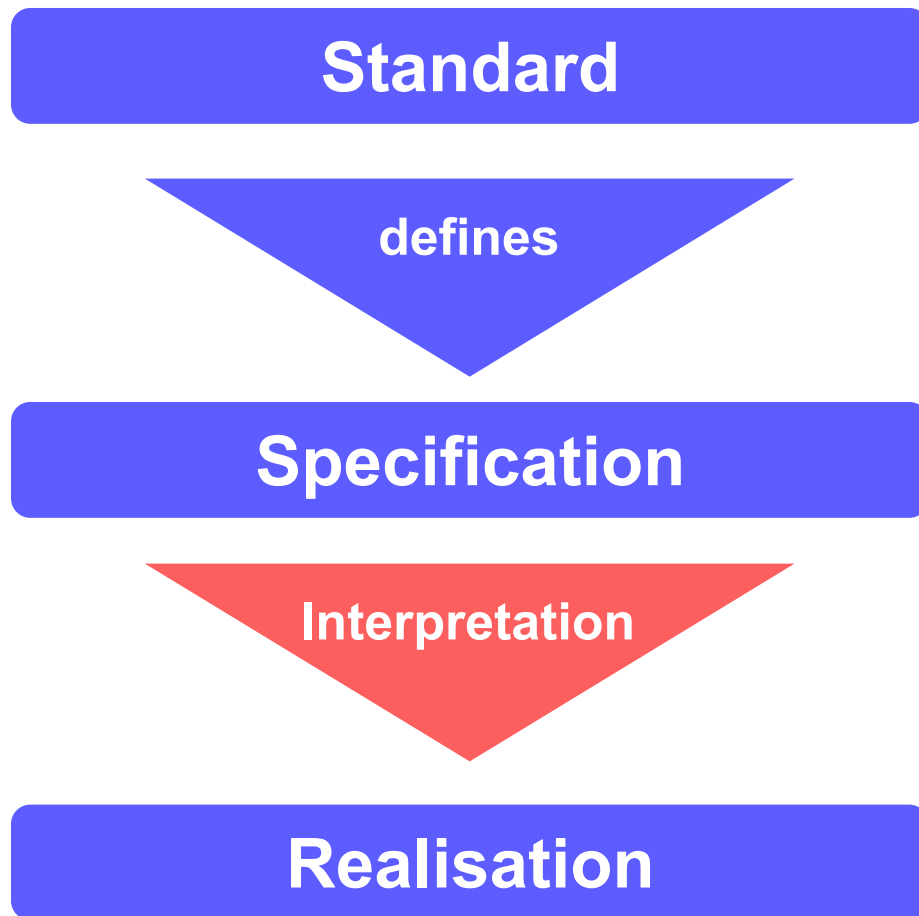 Standard
defines
Specification
Interpretation
Realisation